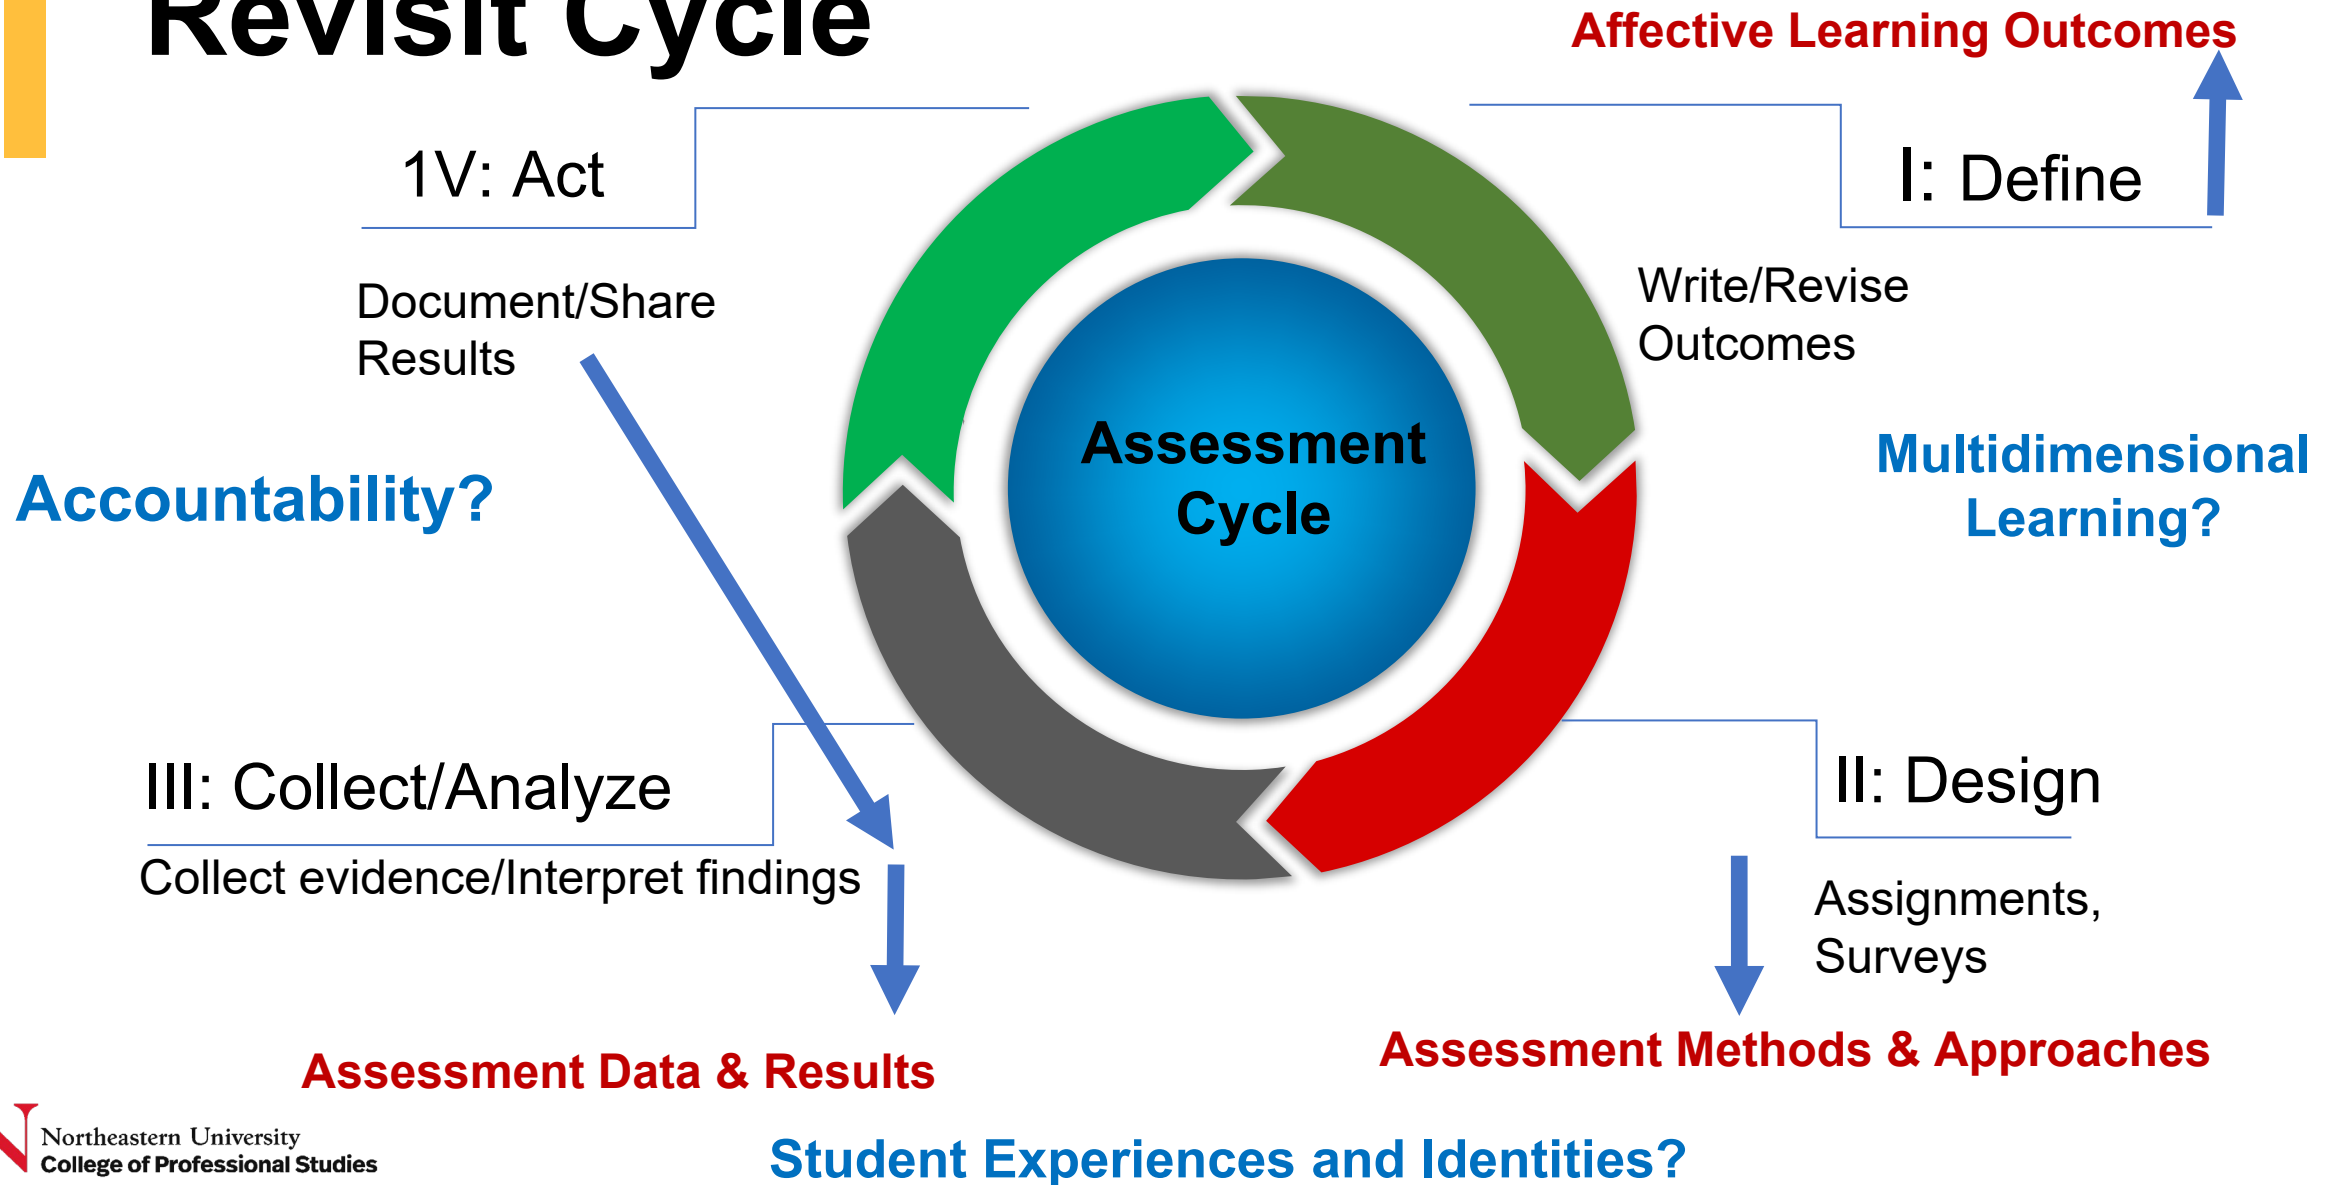 Revisit Cycle
Affective Learning Outcomes
1V: Act
I: Define
Document/Share
Results
Write/Revise
Outcomes
Assessment
Cycle
Accountability?
Multidimensional
Learning?
III: Collect/Analyze
Collect evidence/Interpret findings
II: Design
Assignments,
Surveys
Assessment Data & Results
Assessment Methods & Approaches
Northeastern University
College of Professional Studies
Student Experiences and Identities?